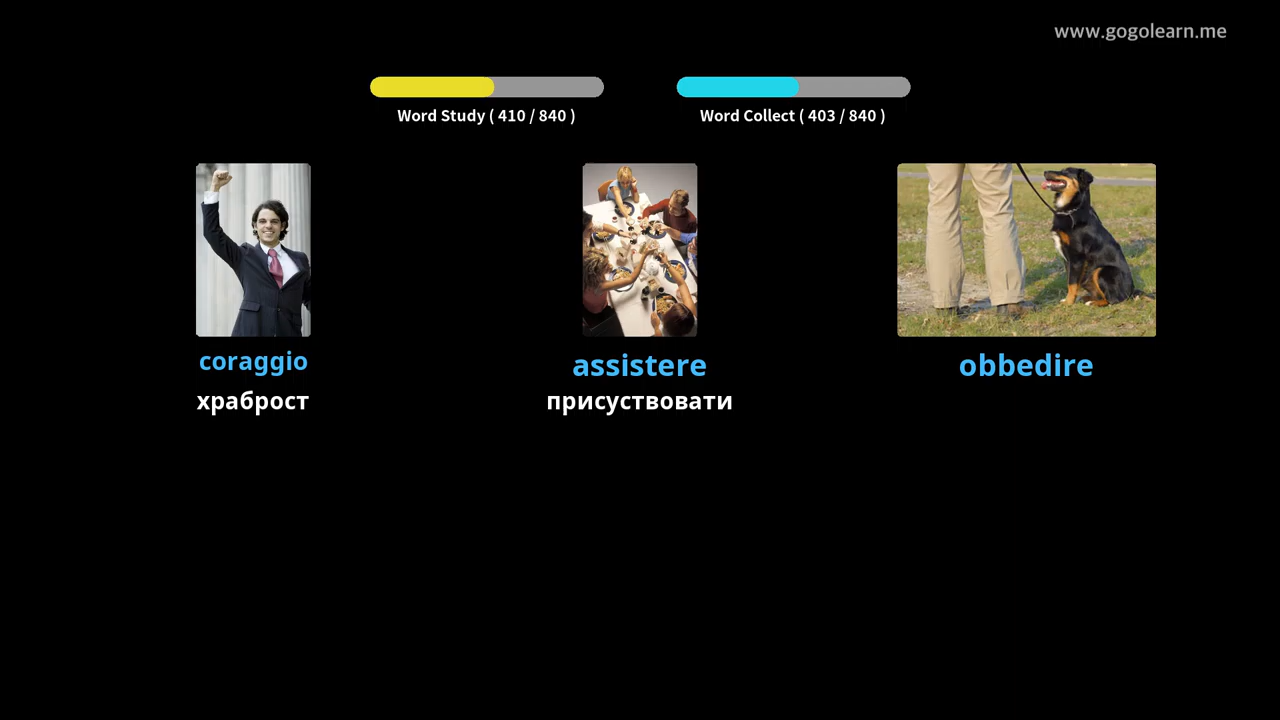 www.gogolearn.me
Word Study ( 410 / 840 )
Word Collect ( 403 / 840 )
coraggio
assistere
obbedire
храброст
присуствовати